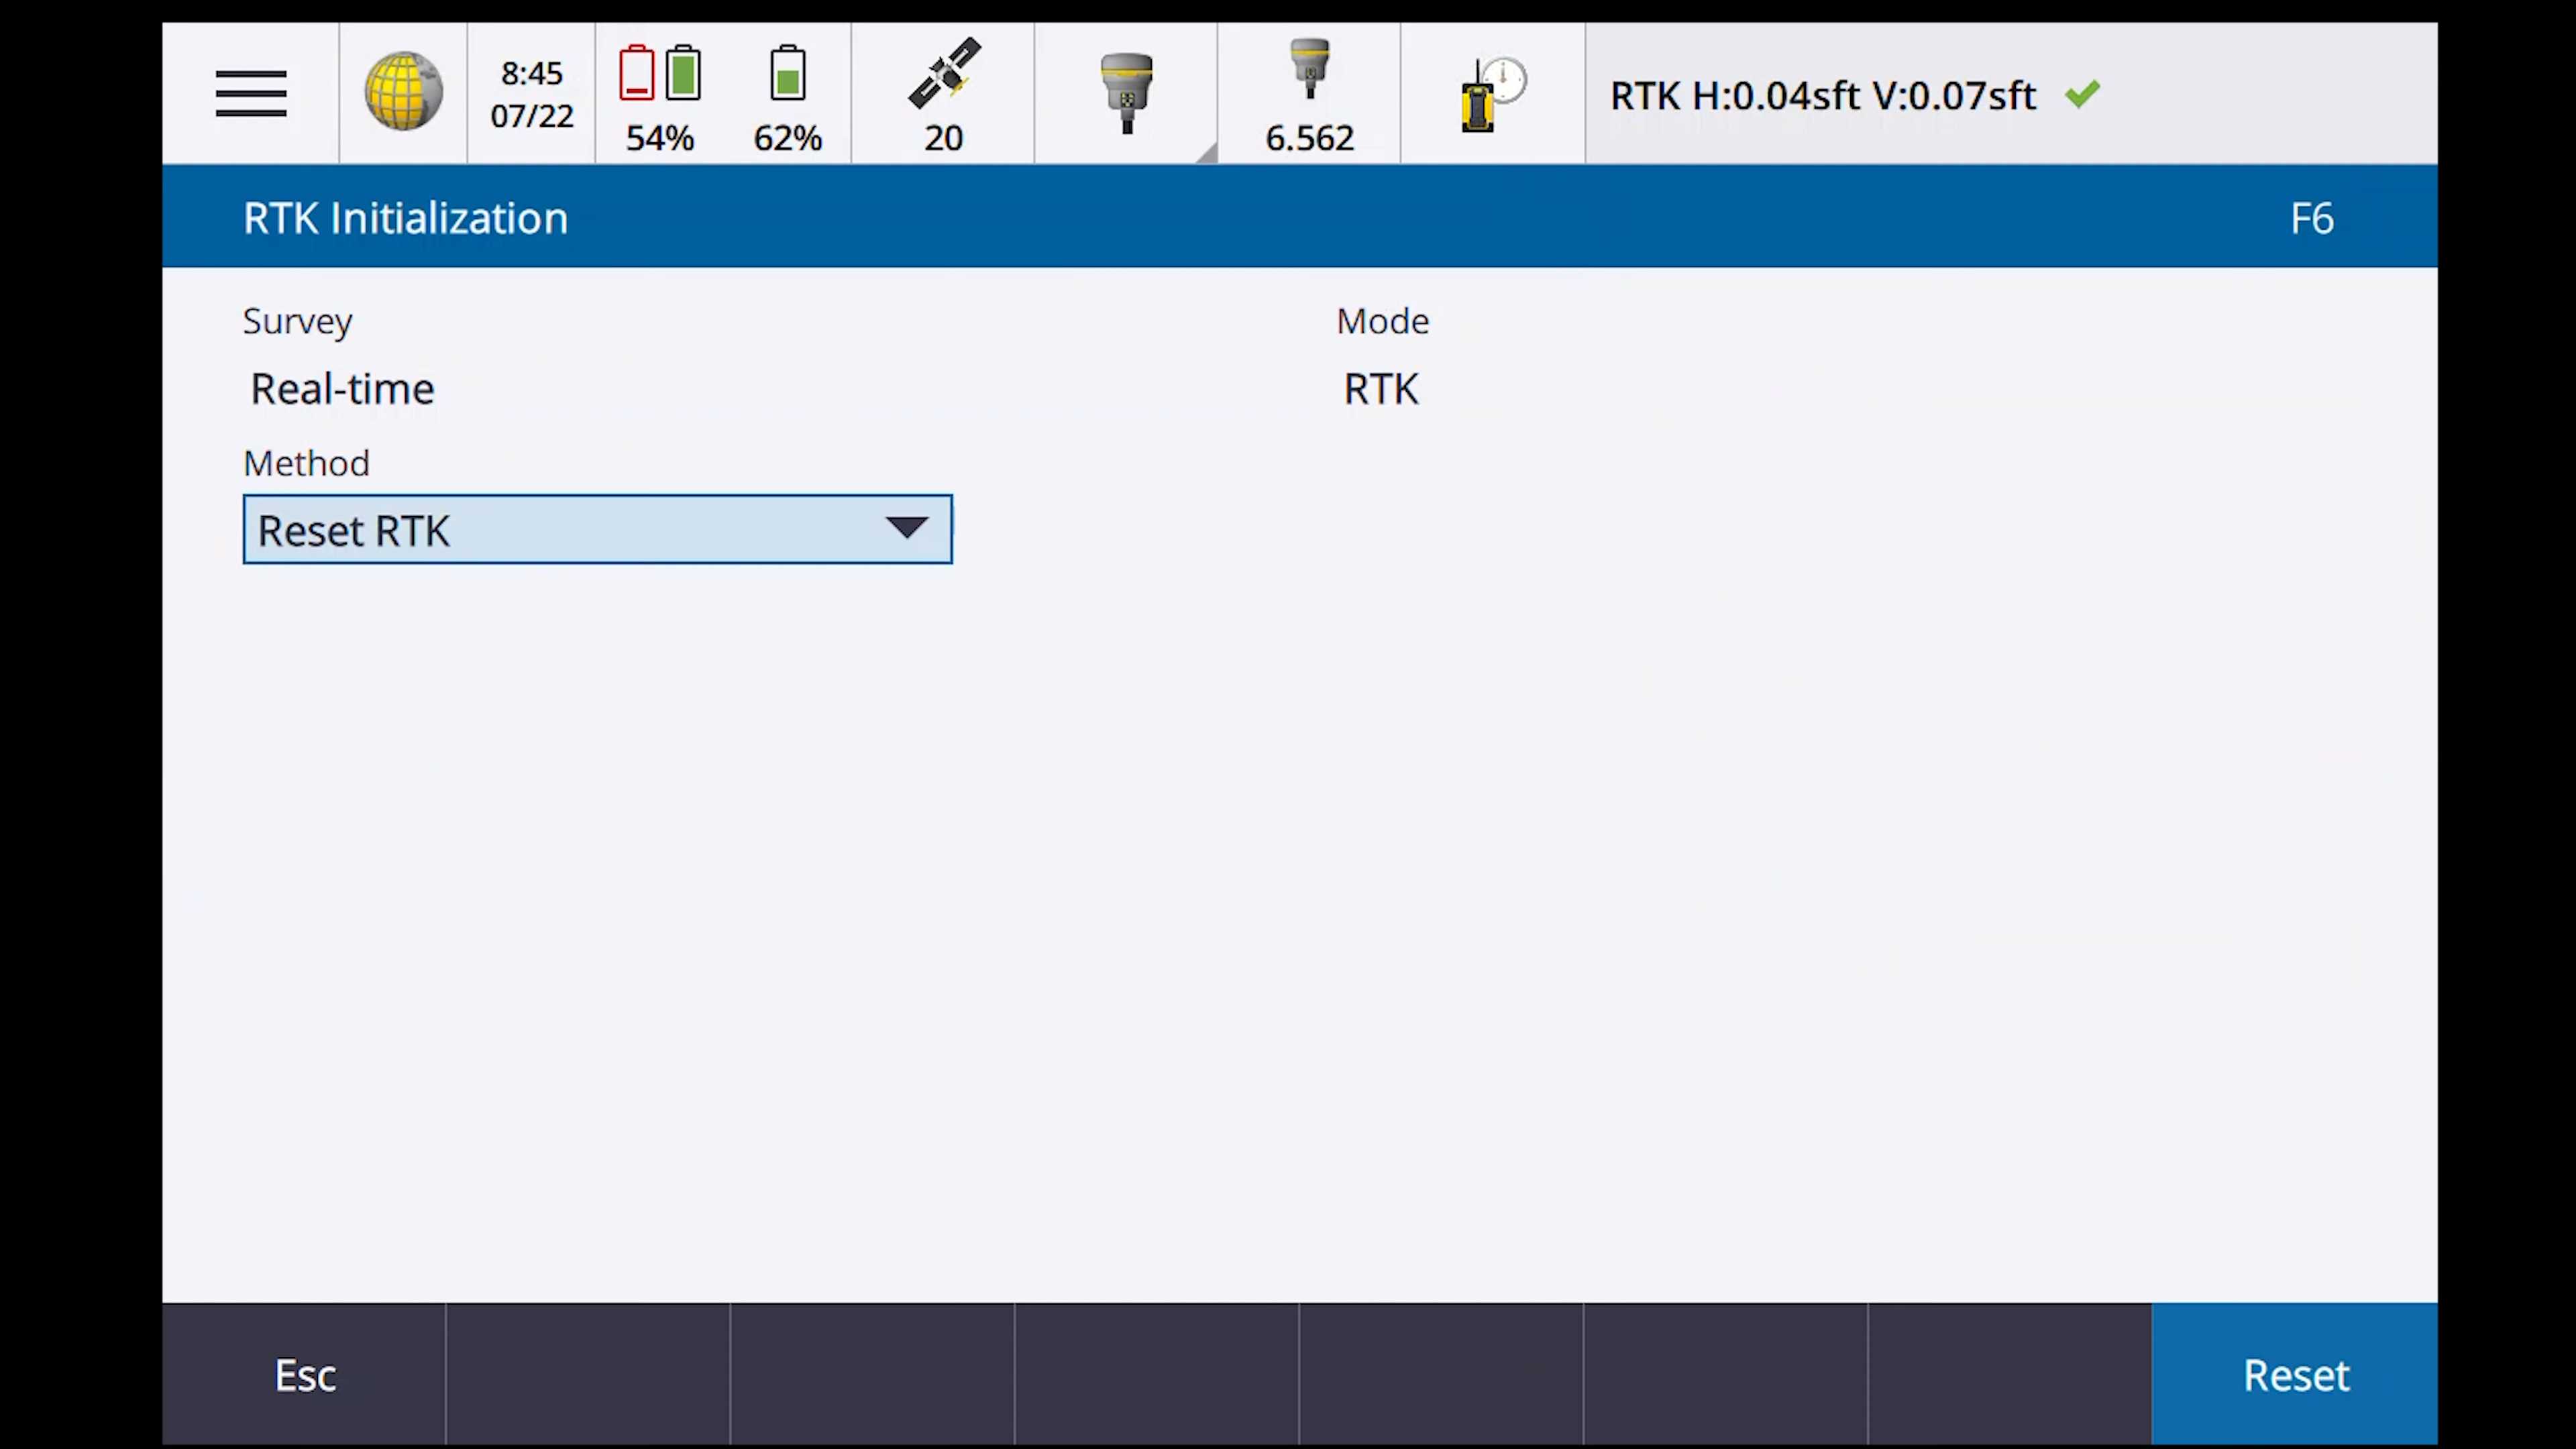 8:45
07/22
54%
62%
20
6.562
RTK H:0.04sft V:0.07sft
RTK Initialization
F6
Survey
Mode
Real-time
RTK
Method
Reset RTK
Esc
Reset